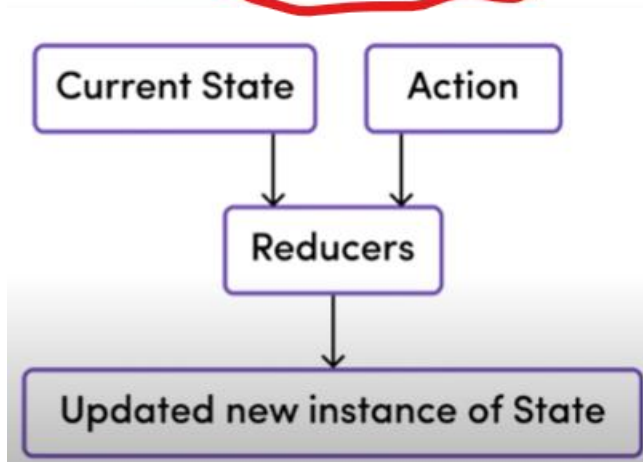 Current State
Action
Reducers
Updated new instance of State